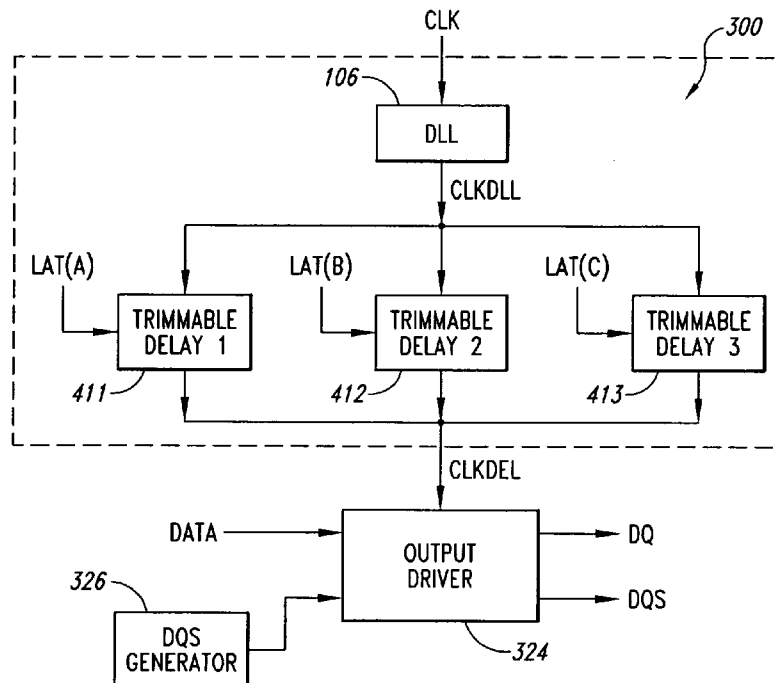 CLK
300
106
DLL
CLKDLL
LAT(A)
LAT(B)
LAT(C)
TRIMMABLE
DELAY 1
TRIMMABLE
DELAY 2
TRIMMABLE
DELAY 3
411
412
413
CLKDEL
DATA
OUTPUT
DRIVER
DQ
DQS
326
DQS
GENERATOR
324